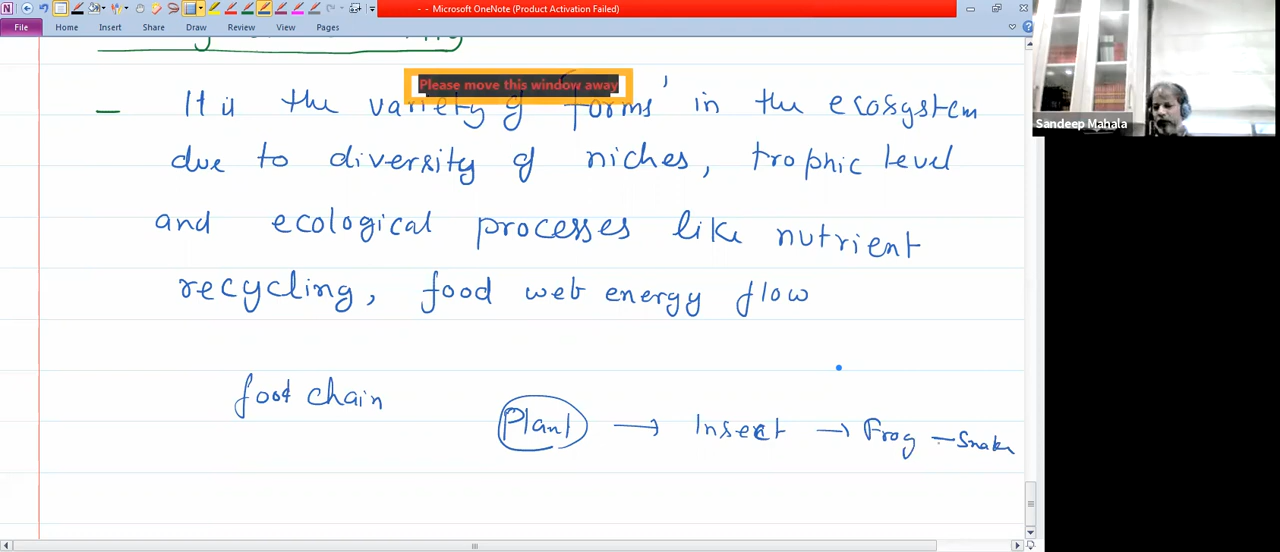 Microsoft OneNote (Product Activation Failed)
File Home Insert Share Draw Review View Pages
Please move this window away
Sandeep Mahala
– It is the variety of 'forms' in the ecosystem
due to diversity of niches, trophic level
and ecological processes like nutrient
recycling, food web energy flow
food chain
Plant → Insect → Frog – Snake